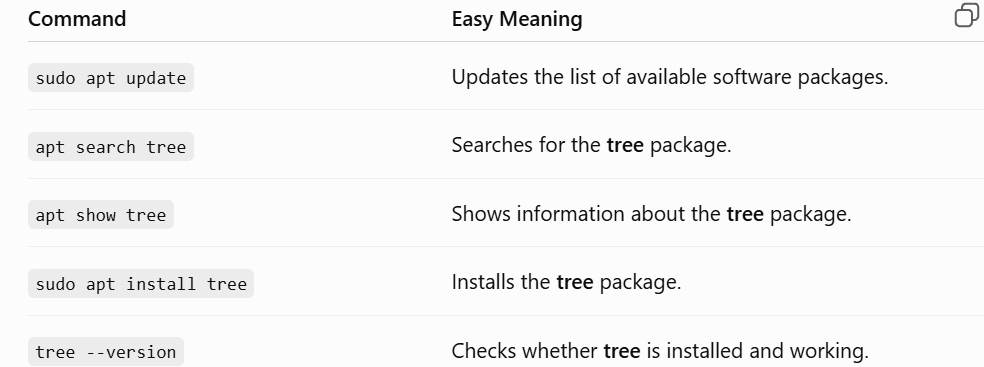 Command Easy Meaning
sudo apt update Updates the list of available software packages.
apt search tree Searches for the tree package.
apt show tree Shows information about the tree package.
sudo apt install tree Installs the tree package.
tree --version Checks whether tree is installed and working.